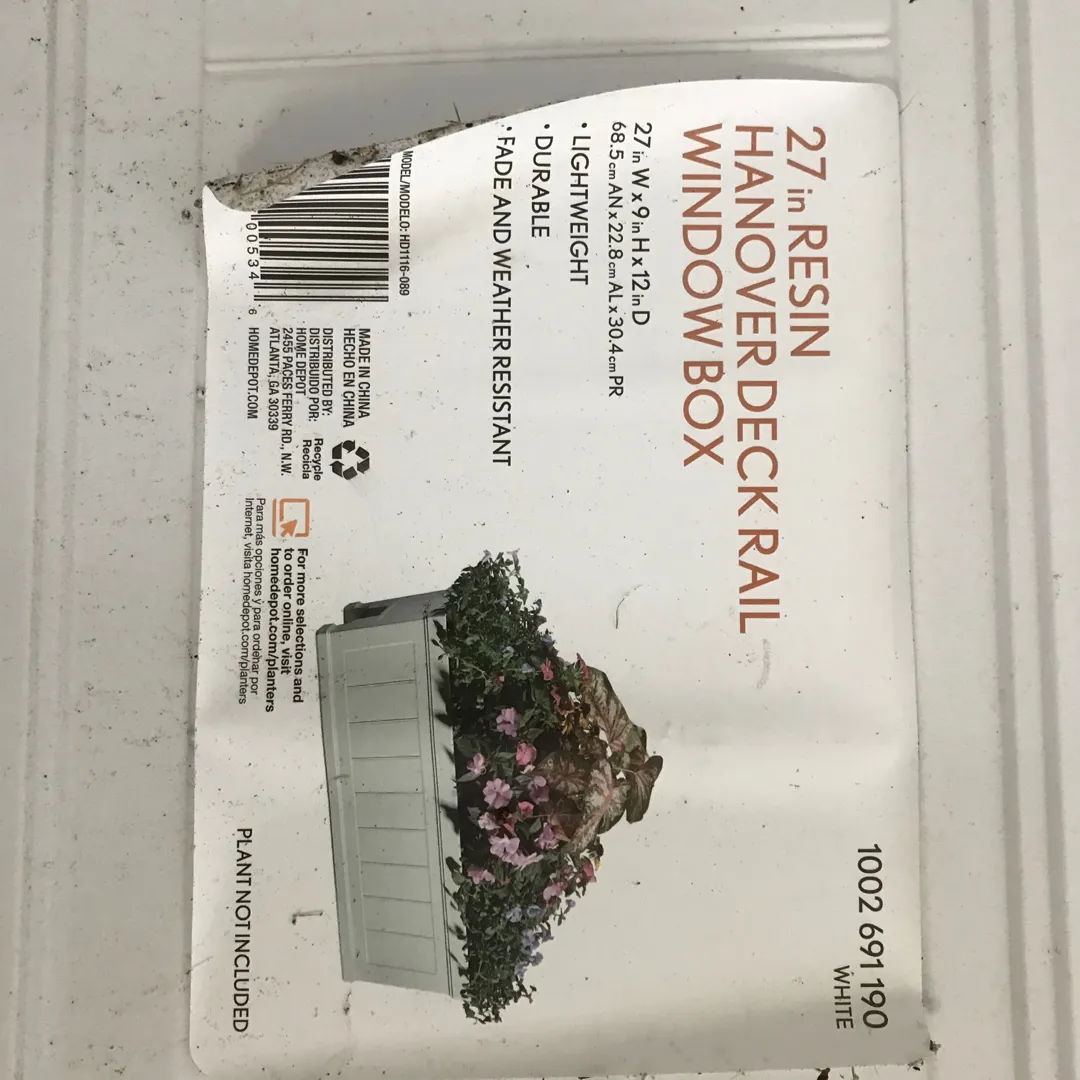 1002 691 190
WHITE
27 in RESIN
HANOVER DECK RAIL
WINDOW BOX
27 in W x 9 in H x 12 in D
68.5 cm AN x 22.8 cm AL x 30.4 cm PR
• LIGHTWEIGHT
• DURABLE
• FADE AND WEATHER RESISTANT
MODEL/MODELO: HD1116-089
00534 6
MADE IN CHINA
HECHO EN CHINA
DISTRIBUTED BY:
DISTRIBUIDO POR:
HOME DEPOT
2455 PACES FERRY RD., N.W.
ATLANTA, GA 30339
HOMEDEPOT.COM
Recycle
Recicla
For more selections and
to order online, visit
homedepot.com/planters
Para más opciones y para ordenar por
Internet, visita homedepot.com/planters
PLANT NOT INCLUDED